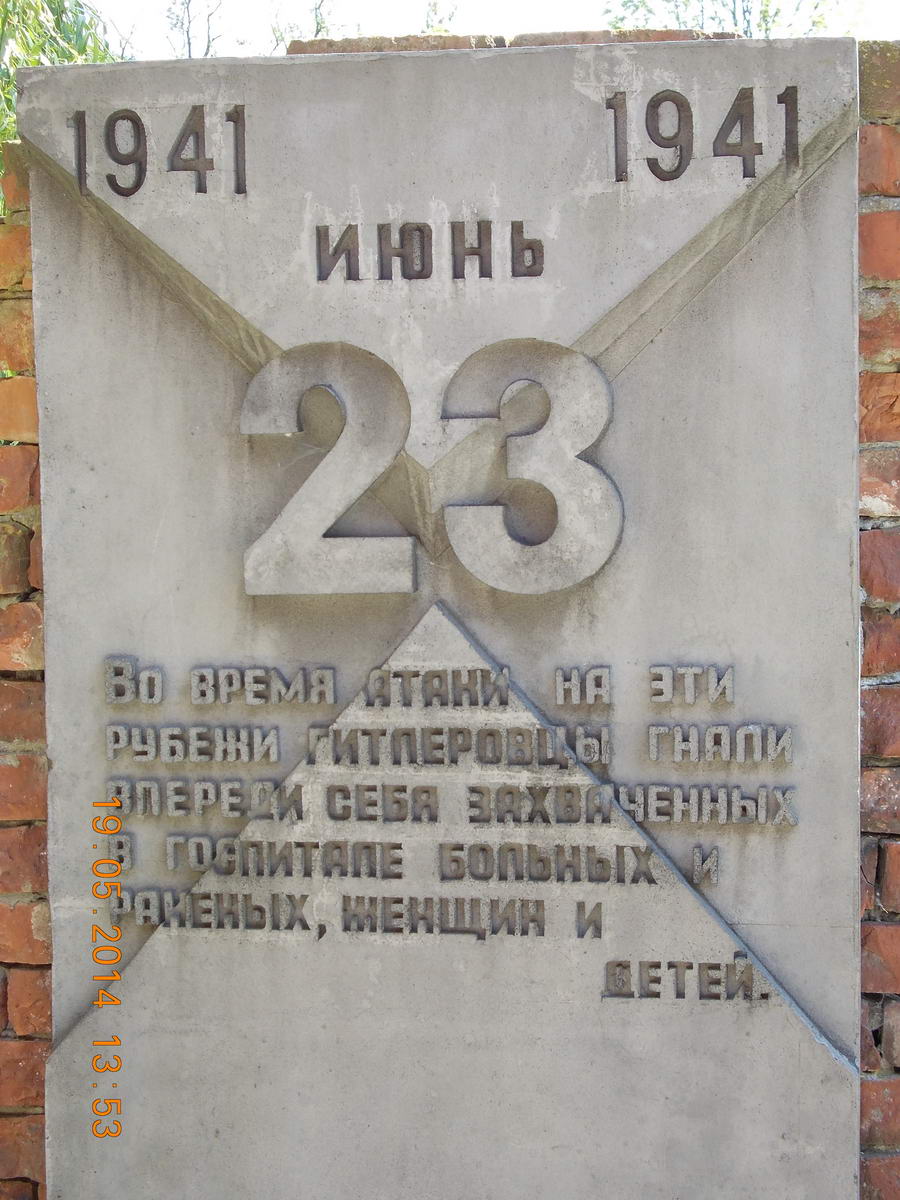 1941 1941
ИЮНЬ
23
Во время атаки на эти
рубежи гитлеровцы гнали
впереди себя захваченных
в госпитале больных и
раненых, женщин и
детей.
19.05.2014 13:53